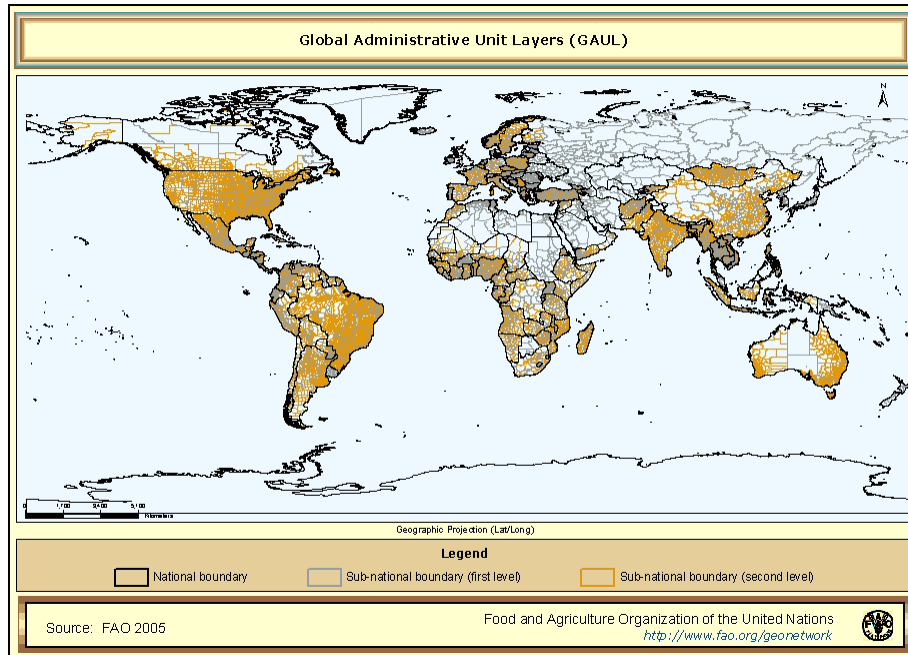 Global Administrative Unit Layers (GAUL)
N
Kilometers
Geographic Projection (Lat/Long)
Legend
National boundary
Sub-national boundary (first level)
Sub-national boundary (second level)
Source: FAO 2005
Food and Agriculture Organization of the United Nations
http://www.fao.org/geonetwork